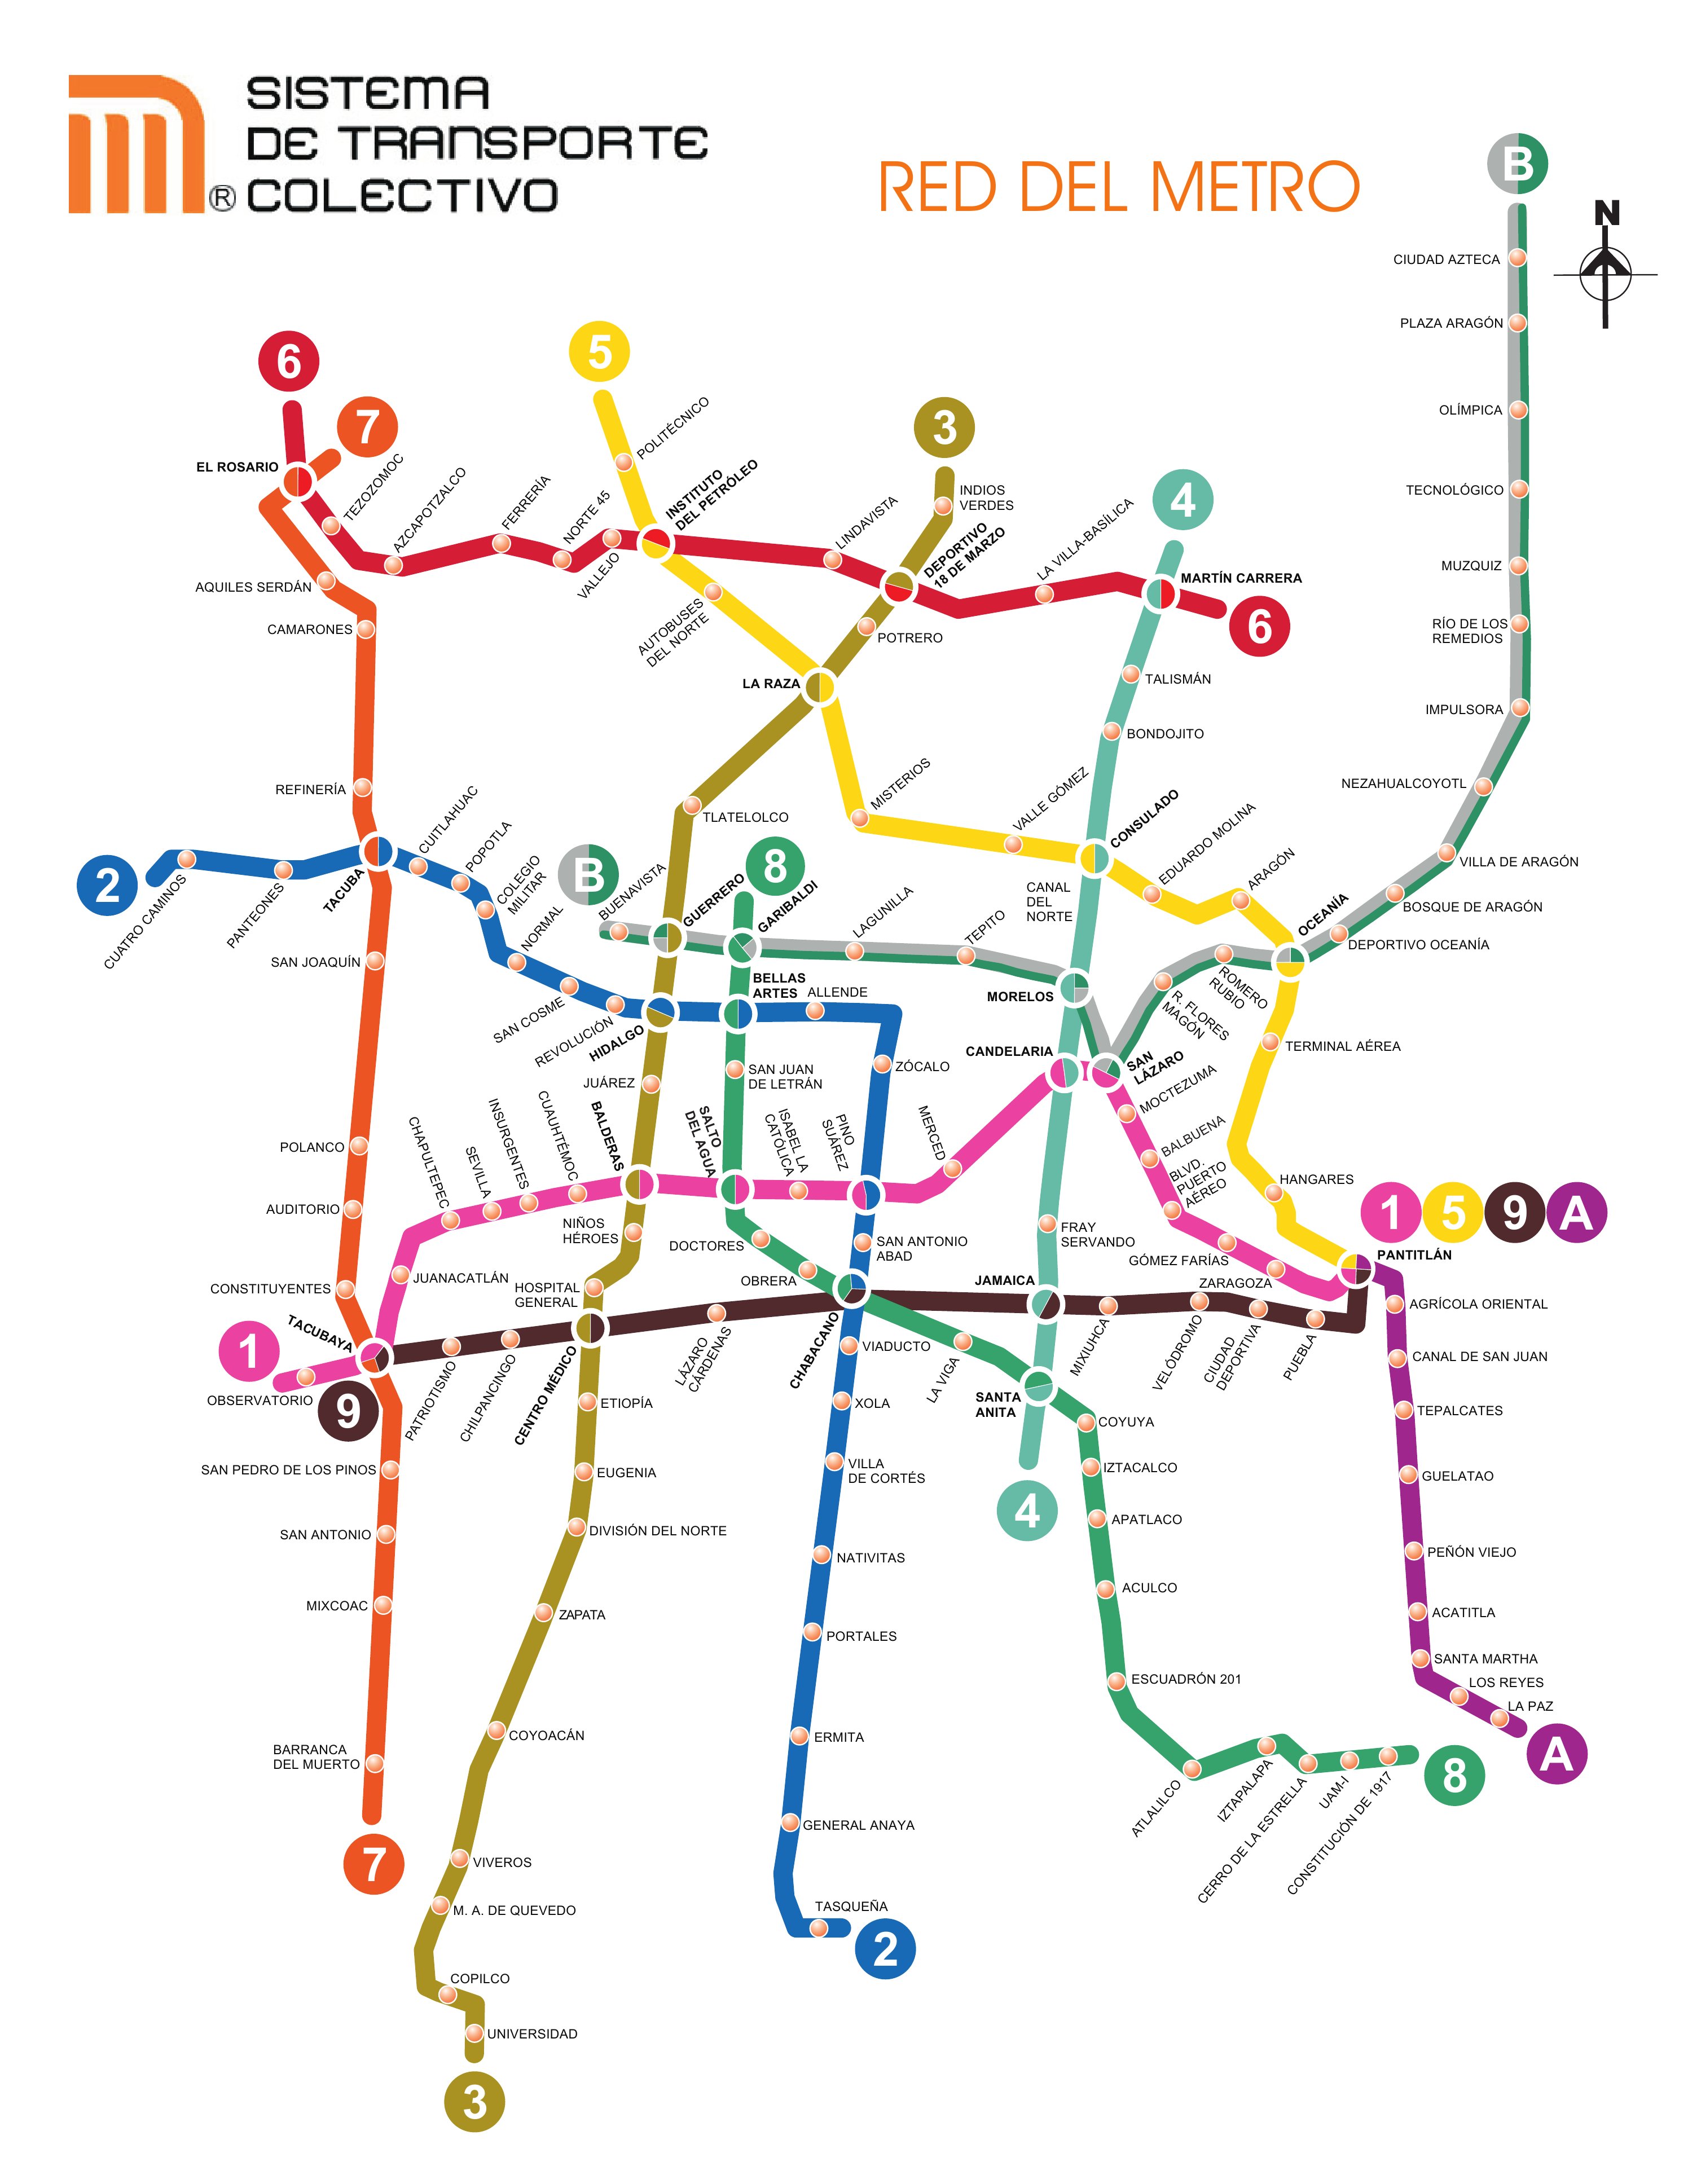 SISTEMA
DE TRANSPORTE
COLECTIVO
®
RED DEL METRO
B
N
CIUDAD AZTECA
PLAZA ARAGÓN
OLÍMPICA
TECNOLÓGICO
MUZQUIZ
RÍO DE LOS
REMEDIOS
IMPULSORA
NEZAHUALCOYOTL
VILLA DE ARAGÓN
BOSQUE DE ARAGÓN
DEPORTIVO OCEANÍA
OCEANÍA
6
7
5
3
4
EL ROSARIO
TEZOZOMOC
AZCAPOTZALCO
FERRERÍA
NORTE 45
VALLEJO
POLITÉCNICO
INSTITUTO
DEL PETRÓLEO
LINDAVISTA
INDIOS
VERDES
DEPORTIVO
18 DE MARZO
LA VILLA-BASÍLICA
MARTÍN CARRERA
6
AQUILES SERDÁN
CAMARONES
AUTOBUSES
DEL NORTE
POTRERO
LA RAZA
TALISMÁN
BONDOJITO
REFINERÍA
TLATELOLCO
MISTERIOS
VALLE GÓMEZ
CONSULADO
EDUARDO MOLINA
ARAGÓN
2
CUATRO CAMINOS
PANTEONES
TACUBA
CUITLAHUAC
POPOTLA
COLEGIO
MILITAR
NORMAL
SAN COSME
REVOLUCIÓN
HIDALGO
B
8
BUENAVISTA
GUERRERO
GARIBALDI
LAGUNILLA
TEPITO
CANAL
DEL
NORTE
MORELOS
R. FLORES
MAGÓN
ROMERO
RUBIO
SAN JOAQUÍN
BELLAS
ARTES
ALLENDE
ZÓCALO
CANDELARIA
SAN
LÁZARO
MOCTEZUMA
BALBUENA
BLVD.
PUERTO
AÉREO
TERMINAL AÉREA
HANGARES
JUÁREZ
SAN JUAN
DE LETRÁN
POLANCO
AUDITORIO
CONSTITUYENTES
CHAPULTEPEC
SEVILLA
INSURGENTES
CUAUHTÉMOC
BALDERAS
SALTO
DEL AGUA
ISABEL LA
CATÓLICA
PINO
SUÁREZ
MERCED
1
5
9
A
PANTITLÁN
JUANACATLÁN
NIÑOS
HÉROES
HOSPITAL
GENERAL
DOCTORES
OBRERA
SAN ANTONIO
ABAD
FRAY
SERVANDO
JAMAICA
GÓMEZ FARÍAS
ZARAGOZA
TACUBAYA
1
OBSERVATORIO
9
PATRIOTISMO
CHILPANCINGO
CENTRO MÉDICO
LÁZARO
CÁRDENAS
CHABACANO
VIADUCTO
LA VIGA
SANTA
ANITA
MIXIUHCA
VELÓDROMO
CIUDAD
DEPORTIVA
PUEBLA
AGRÍCOLA ORIENTAL
CANAL DE SAN JUAN
TEPALCATES
GUELATAO
PEÑÓN VIEJO
ACATITLA
SANTA MARTHA
LOS REYES
LA PAZ
A
SAN PEDRO DE LOS PINOS
SAN ANTONIO
MIXCOAC
BARRANCA
DEL MUERTO
7
ETIOPÍA
EUGENIA
DIVISIÓN DEL NORTE
ZAPATA
COYOACÁN
VIVEROS
M. A. DE QUEVEDO
COPILCO
UNIVERSIDAD
3
XOLA
VILLA
DE CORTÉS
NATIVITAS
PORTALES
ERMITA
GENERAL ANAYA
TASQUEÑA
2
4
COYUYA
IZTACALCO
APATLACO
ACULCO
ESCUADRÓN 201
ATLALILCO
IZTAPALAPA
CERRO DE LA ESTRELLA
UAM-I
CONSTITUCIÓN DE 1917
8